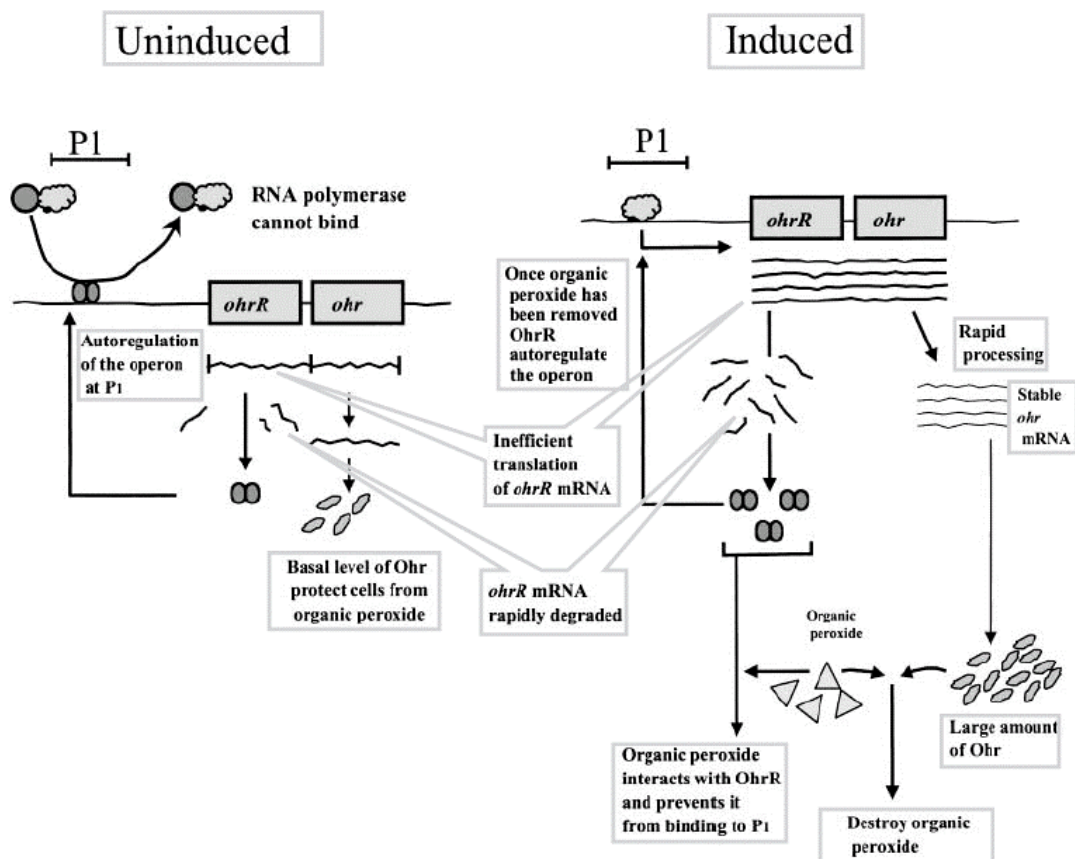 Uninduced
Induced
P1
RNA polymerase
cannot bind
ohrR
ohr
Autoregulation
of the operon
at P1
Basal level of Ohr
protect cells from
organic peroxide
P1
ohrR
ohr
Once organic
peroxide has
been removed
OhrR
autoregulate
the operon
Rapid
processing
Stable
ohr
mRNA
Inefficient
translation
of ohrR mRNA
ohrR mRNA
rapidly degraded
Organic
peroxide
Large amount
of Ohr
Organic peroxide
interacts with OhrR
and prevents it
from binding to P1
Destroy organic
peroxide